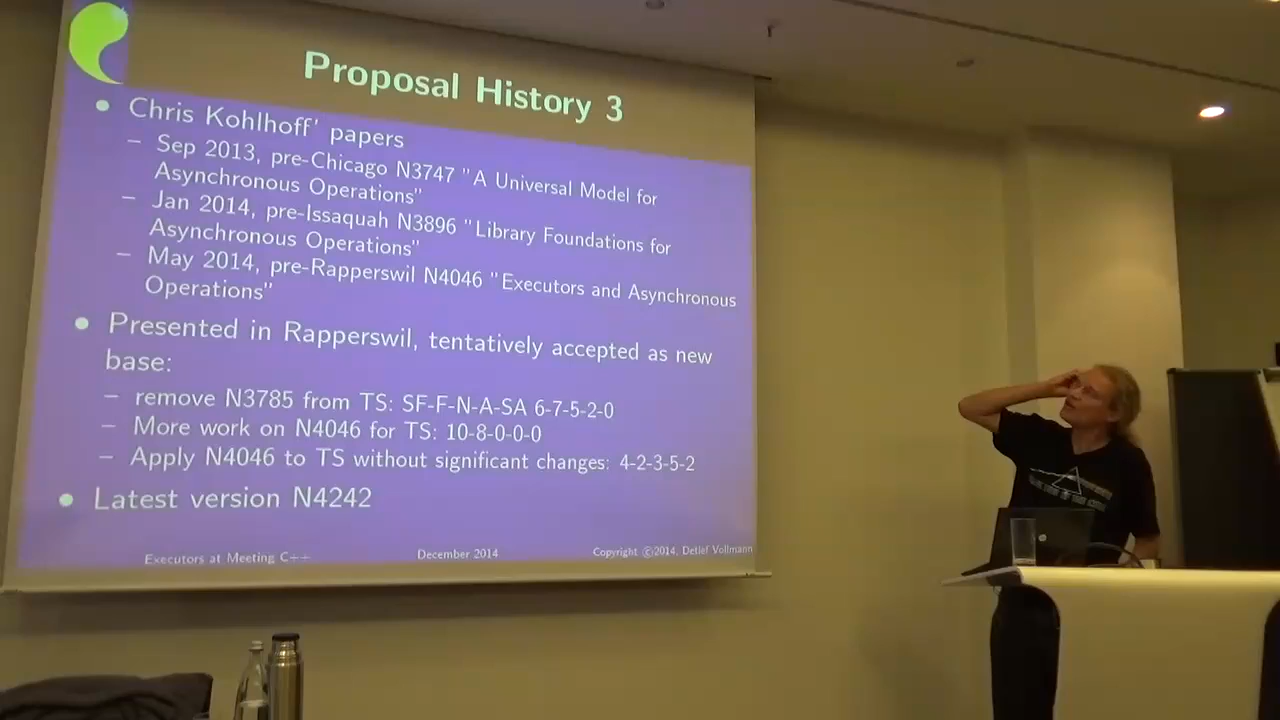 Proposal History 3
• Chris Kohlhoff' papers
– Sep 2013, pre-Chicago N3747 "A Universal Model for
Asynchronous Operations"
– Jan 2014, pre-Issaquah N3896 "Library Foundations for
Asynchronous Operations"
– May 2014, pre-Rapperswil N4046 "Executors and Asynchronous
Operations"
• Presented in Rapperswil, tentatively accepted as new
base:
– remove N3785 from TS: SF-F-N-A-SA 6-7-5-2-0
– More work on N4046 for TS: 10-8-0-0-0
– Apply N4046 to TS without significant changes: 4-2-3-5-2
• Latest version N4242
Executors at Meeting C++ December 2014 Copyright ©2014, Detlef Vollmann